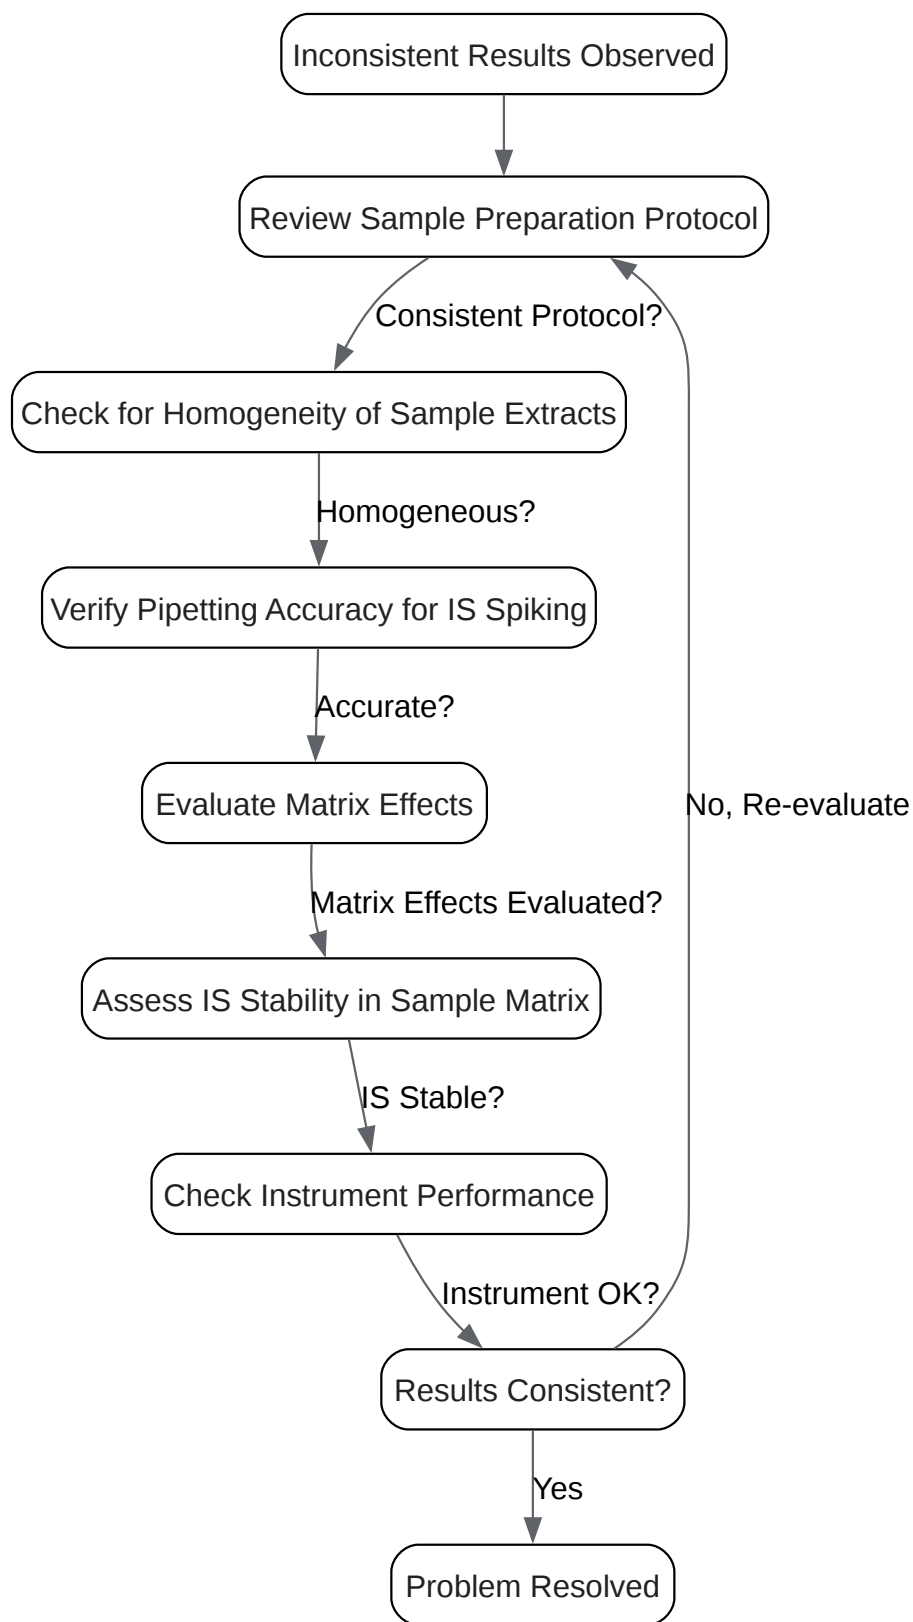 Inconsistent Results Observed
Review Sample Preparation Protocol
Consistent Protocol?
Check for Homogeneity of Sample Extracts
Homogeneous?
Verify Pipetting Accuracy for IS Spiking
Accurate?
Evaluate Matrix Effects
No, Re-evaluate
Matrix Effects Evaluated?
Assess IS Stability in Sample Matrix
IS Stable?
Check Instrument Performance
Instrument OK?
Results Consistent?
Yes
Problem Resolved